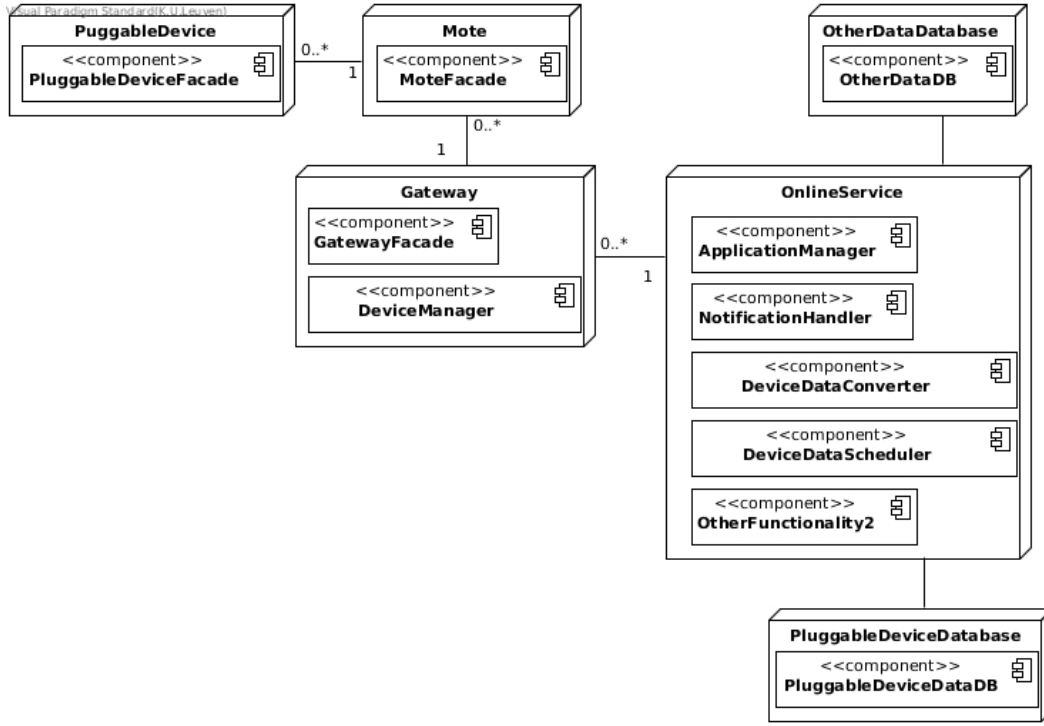 Visual Paradigm Standard(K.U.Leuven)
PuggableDevice
<<component>>
PluggableDeviceFacade
0..*
1
Mote
<<component>>
MoteFacade
0..*
1
OtherDataDatabase
<<component>>
OtherDataDB
Gateway
<<component>>
GatewayFacade
<<component>>
DeviceManager
0..*
1
OnlineService
<<component>>
ApplicationManager
<<component>>
NotificationHandler
<<component>>
DeviceDataConverter
<<component>>
DeviceDataScheduler
<<component>>
OtherFunctionality2
PluggableDeviceDatabase
<<component>>
PluggableDeviceDataDB